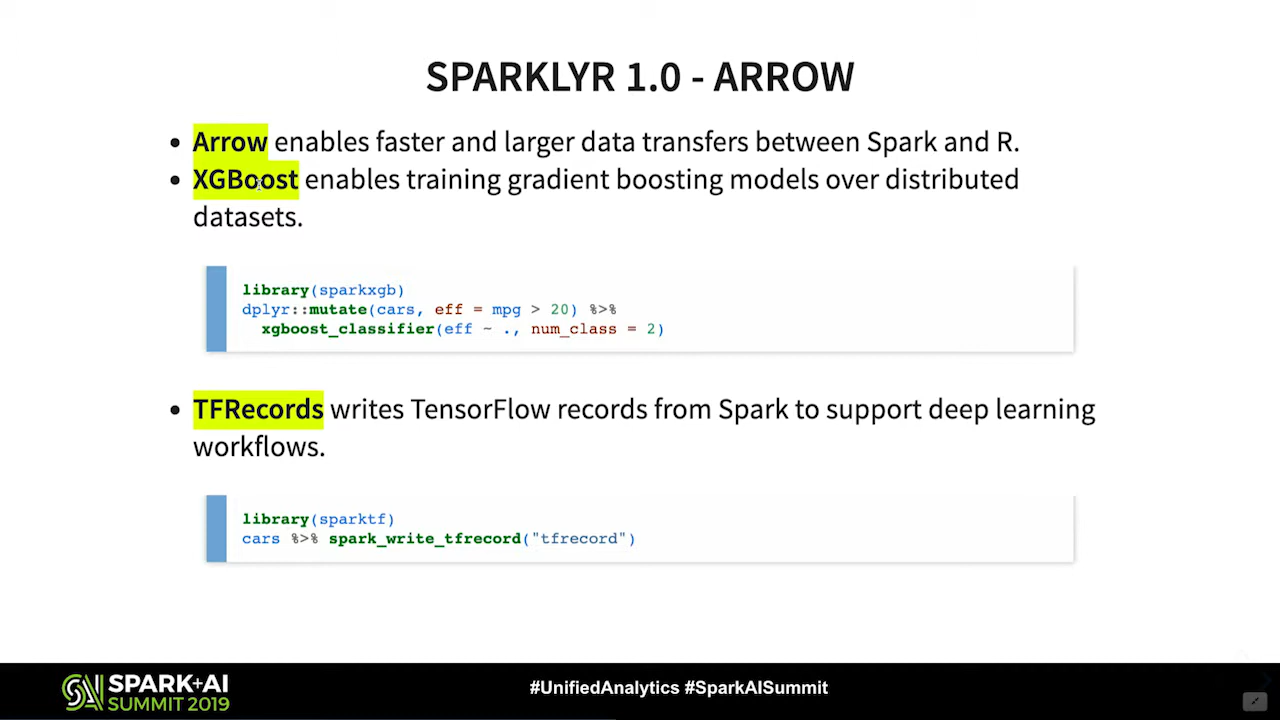 SPARKLYR 1.0 - ARROW
• Arrow enables faster and larger data transfers between Spark and R.
• XGBoost enables training gradient boosting models over distributed
datasets.
library(sparkxgb)
dplyr::mutate(cars, eff = mpg > 20) %>%
  xgboost_classifier(eff ~ ., num_class = 2)
• TFRecords writes TensorFlow records from Spark to support deep learning
workflows.
library(sparktf)
cars %>% spark_write_tfrecord("tfrecord")
SPARK+AI
SUMMIT 2019
#UnifiedAnalytics #SparkAISummit